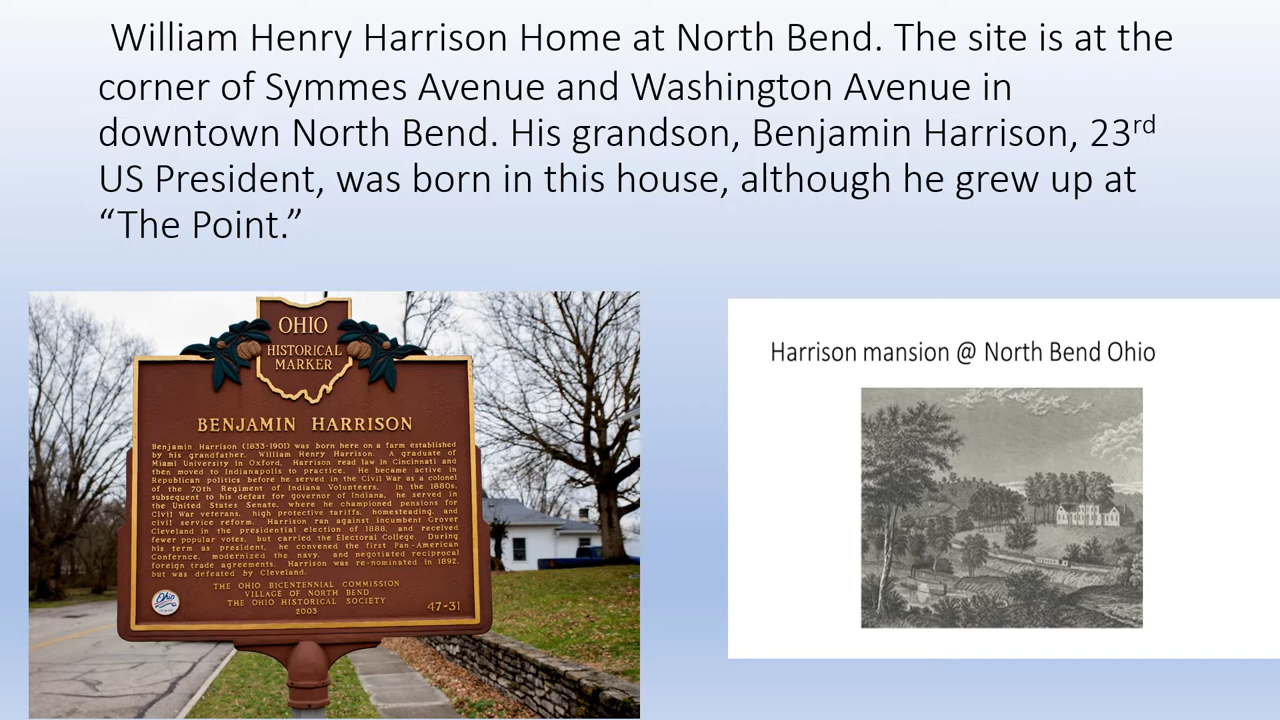 William Henry Harrison Home at North Bend. The site is at the
corner of Symmes Avenue and Washington Avenue in
downtown North Bend. His grandson, Benjamin Harrison, 23rd
US President, was born in this house, although he grew up at
“The Point.”
OHIO
HISTORICAL
MARKER
BENJAMIN HARRISON
Benjamin Harrison (1833-1901) was born here on a farm established
by his grandfather, William Henry Harrison. A graduate of
Miami University in Oxford, Harrison read law in Cincinnati and
then moved to Indianapolis to practice. He became active in
Republican politics before he served in the Civil War as a colonel
of the 70th Regiment of Indiana Volunteers. In the 1880s,
subsequent to his defeat for governor of Indiana, he served in
the United States Senate, where he championed pensions for
Civil War veterans, high protective tariffs, homesteading, and
civil service reform. Harrison ran against incumbent Grover
Cleveland in the presidential election of 1888, and received
fewer popular votes, but carried the Electoral College. During
his term as president, he convened the first Pan-American
Confernce, modernized the navy, and negotiated reciprocal
foreign trade agreements. Harrison was re-nominated in 1892,
but was defeated by Cleveland.
THE OHIO BICENTENNIAL COMMISSION
VILLAGE OF NORTH BEND
THE OHIO HISTORICAL SOCIETY
2003
47-31
Ohio
Harrison mansion @ North Bend Ohio